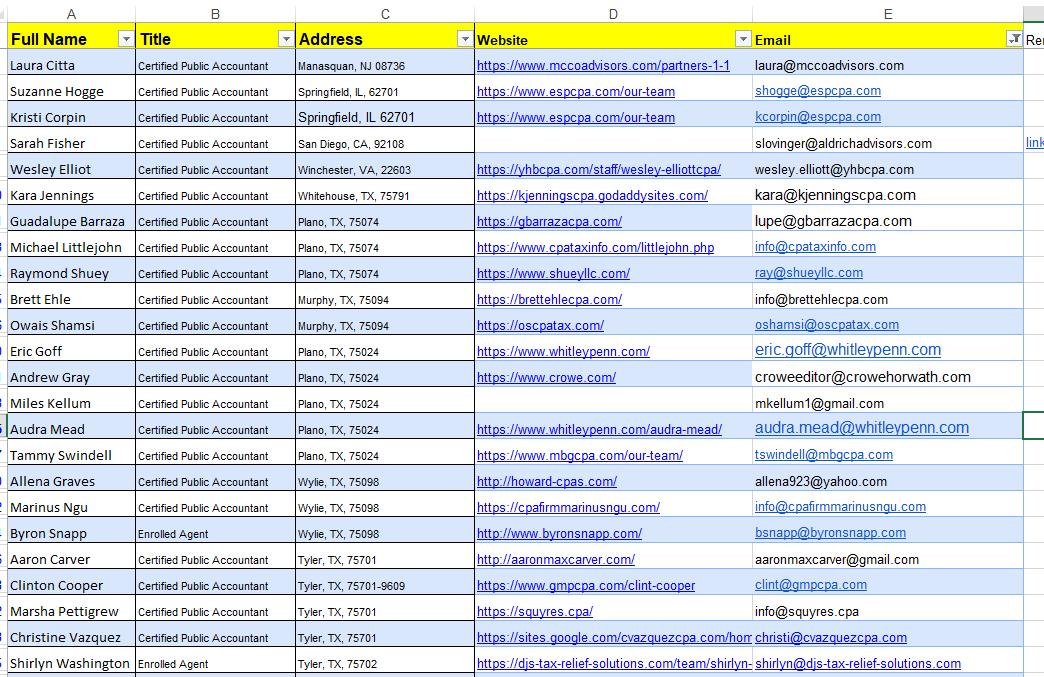 A B C D E
Full Name Title Address Website Email
Laura Citta Certified Public Accountant Manasquan, NJ 08736 https://www.mccoadvisors.com/partners-1-1 laura@mccoadvisors.com
Suzanne Hogge Certified Public Accountant Springfield, IL, 62701 https://www.espcpa.com/our-team shogge@espcpa.com
Kristi Corpin Certified Public Accountant Springfield, IL 62701 https://www.espcpa.com/our-team kcorpin@espcpa.com
Sarah Fisher Certified Public Accountant San Diego, CA, 92108 slovinger@aldrichadvisors.com link
Wesley Elliot Certified Public Accountant Winchester, VA, 22603 https://yhbcpa.com/staff/wesley-elliottcpa/ wesley.elliott@yhbcpa.com
Kara Jennings Certified Public Accountant Whitehouse, TX, 75791 https://kjenningscpa.godaddysites.com/ kara@kjenningscpa.com
Guadalupe Barraza Certified Public Accountant Plano, TX, 75074 https://gbarrazacpa.com/ lupe@gbarrazacpa.com
Michael Littlejohn Certified Public Accountant Plano, TX, 75074 https://www.cpataxinfo.com/littlejohn.php info@cpataxinfo.com
Raymond Shuey Certified Public Accountant Plano, TX, 75074 https://www.shueyllc.com/ ray@shueyllc.com
Brett Ehle Certified Public Accountant Murphy, TX, 75094 https://brettehlecpa.com/ info@brettehlecpa.com
Owais Shamsi Certified Public Accountant Murphy, TX, 75094 https://oscpatax.com/ oshamsi@oscpatax.com
Eric Goff Certified Public Accountant Plano, TX, 75024 https://www.whitleypenn.com/ eric.goff@whitleypenn.com
Andrew Gray Certified Public Accountant Plano, TX, 75024 https://www.crowe.com/ croweeditor@crowehorwath.com
Miles Kellum Certified Public Accountant Plano, TX, 75024 mkellum1@gmail.com
Audra Mead Certified Public Accountant Plano, TX, 75024 https://www.whitleypenn.com/audra-mead/ audra.mead@whitleypenn.com
Tammy Swindell Certified Public Accountant Plano, TX, 75024 https://www.mbgcpa.com/our-team/ tswindell@mbgcpa.com
Allena Graves Certified Public Accountant Wylie, TX, 75098 http://howard-cpas.com/ allena923@yahoo.com
Marinus Ngu Certified Public Accountant Wylie, TX, 75098 https://cpafirmmarinusngu.com/ info@cpafirmmarinusngu.com
Byron Snapp Enrolled Agent Wylie, TX, 75098 http://www.byronsnapp.com/ bsnapp@byronsnapp.com
Aaron Carver Certified Public Accountant Tyler, TX, 75701 http://aaronmaxcarver.com/ aaronmaxcarver@gmail.com
Clinton Cooper Certified Public Accountant Tyler, TX, 75701-9609 https://www.gmpcpa.com/clint-cooper clint@gmpcpa.com
Marsha Pettigrew Certified Public Accountant Tyler, TX, 75701 https://squyres.cpa/ info@squyres.cpa
Christine Vazquez Certified Public Accountant Tyler, TX, 75701 https://sites.google.com/cvazquezcpa.com/hom christi@cvazquezcpa.com
Shirlyn Washington Enrolled Agent Tyler, TX, 75702 https://djs-tax-relief-solutions.com/team/shirlyn- shirlyn@djs-tax-relief-solutions.com